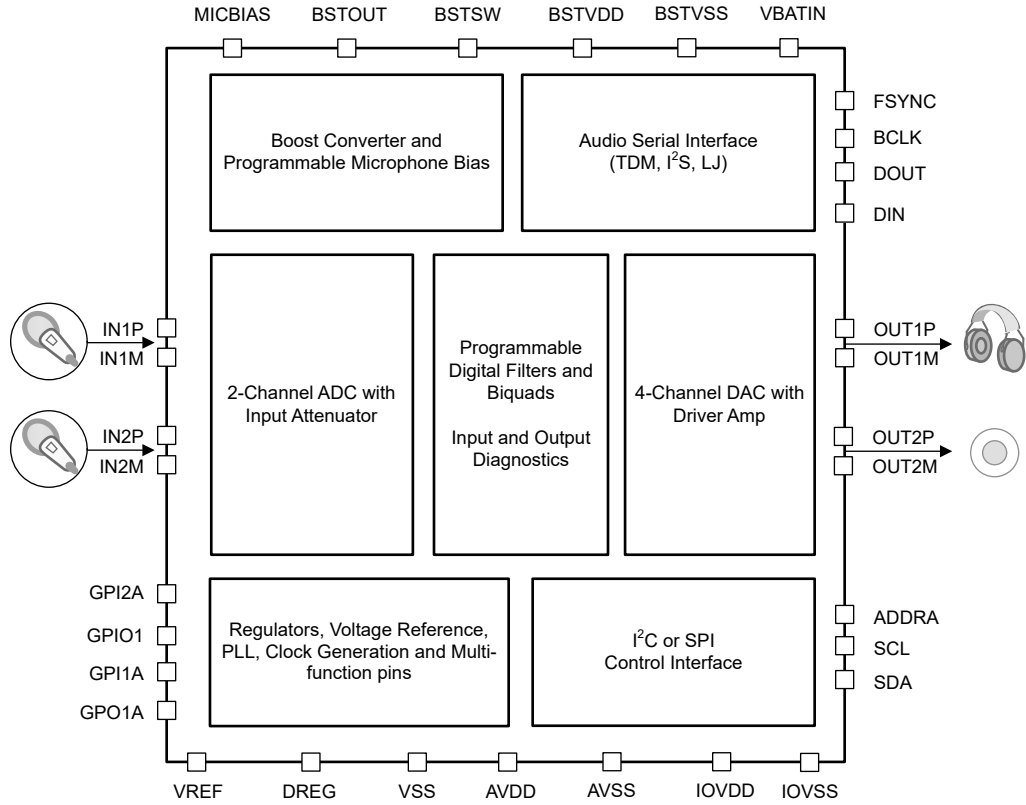 MICBIAS
BSTOUT
BSTSW
BSTVDD
BSTVSS
VBATIN
Boost Converter and
Programmable Microphone Bias
Audio Serial Interface
(TDM, I²S, LJ)
FSYNC
BCLK
DOUT
DIN
IN1P
IN1M
IN2P
IN2M
2-Channel ADC with
Input Attenuator
Programmable
Digital Filters and
Biquads
Input and Output
Diagnostics
4-Channel DAC with
Driver Amp
OUT1P
OUT1M
OUT2P
OUT2M
GPI2A
GPIO1
GPI1A
GPO1A
Regulators, Voltage Reference,
PLL, Clock Generation and Multi-
function pins
I²C or SPI
Control Interface
ADDRA
SCL
SDA
VREF
DREG
VSS
AVDD
AVSS
IOVDD
IOVSS